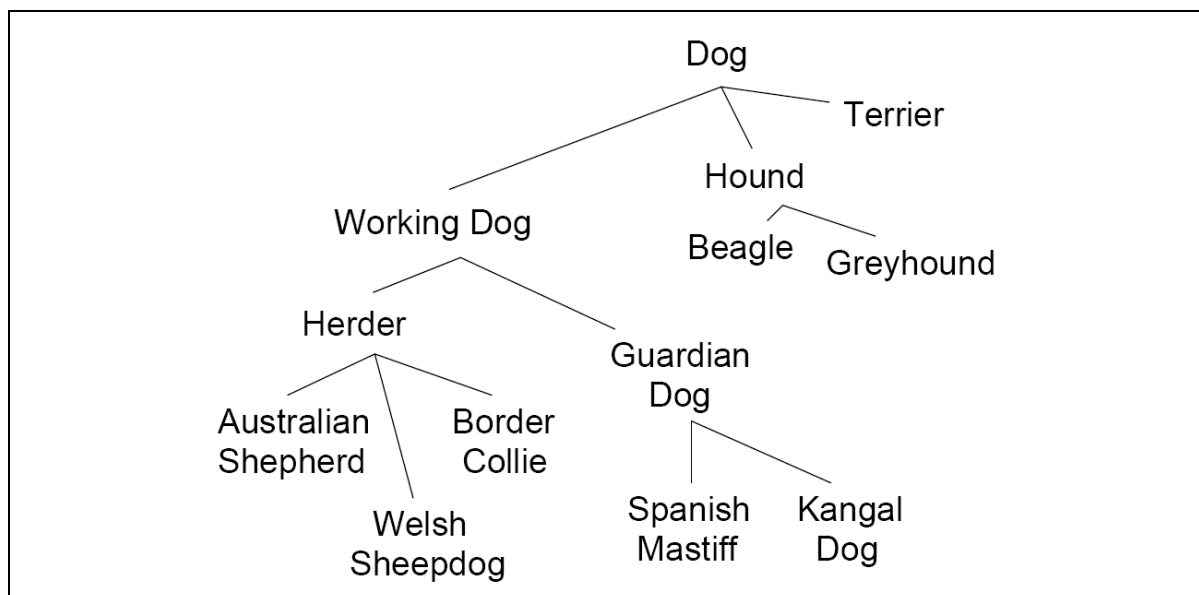 Dog
Terrier
Hound
Working Dog
Beagle
Greyhound
Herder
Guardian
Dog
Australian
Shepherd
Border
Collie
Welsh
Sheepdog
Spanish
Mastiff
Kangal
Dog